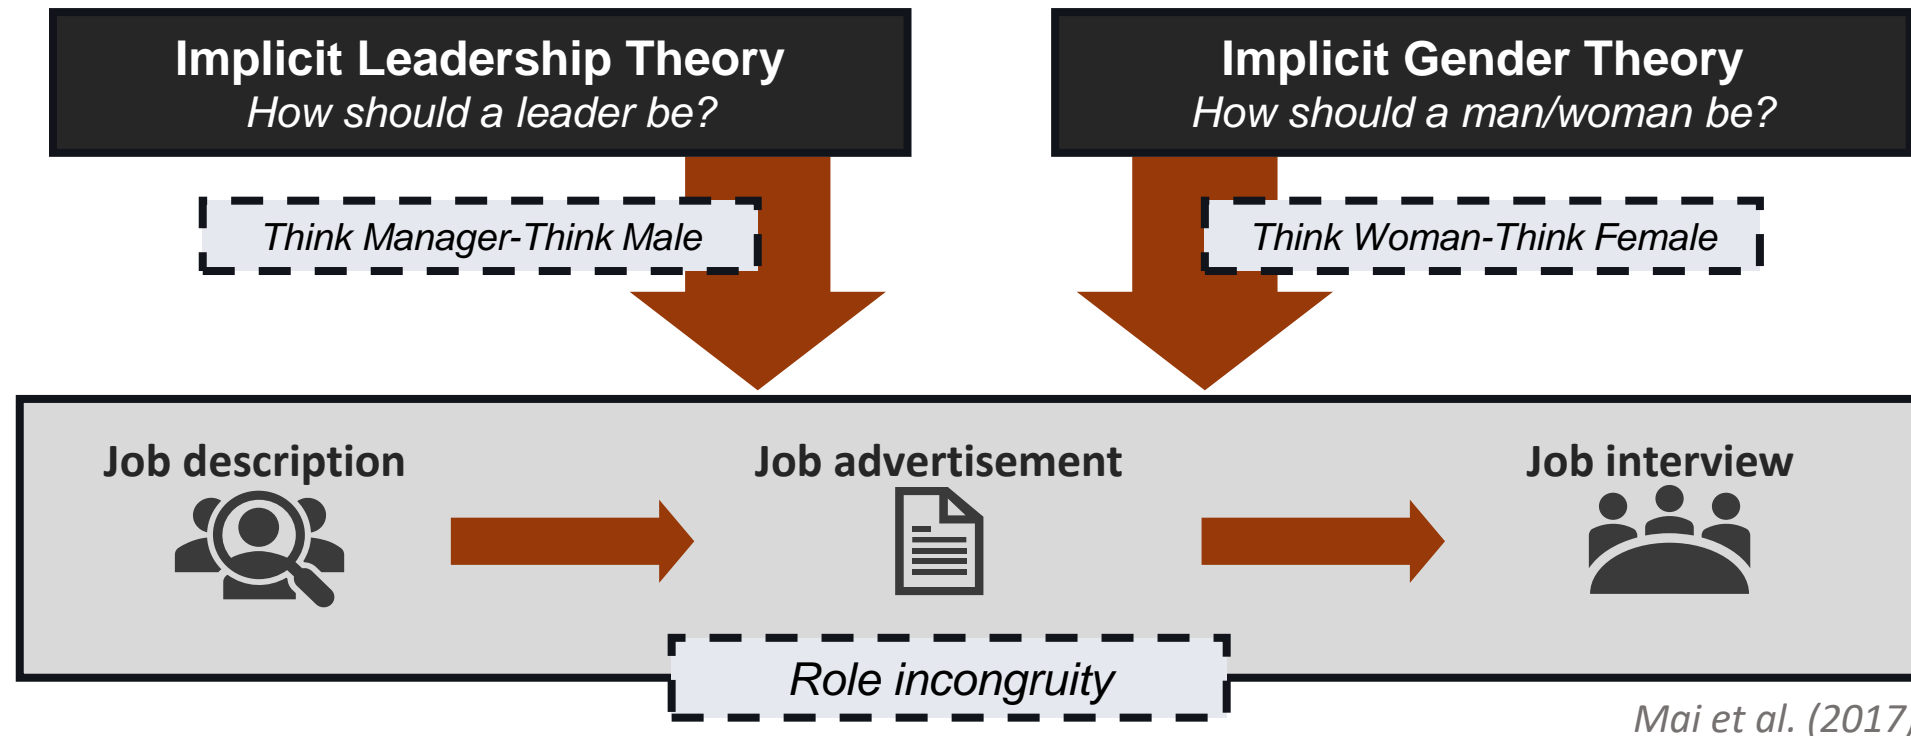 Implicit Leadership Theory
How should a leader be?
Implicit Gender Theory
How should a man/woman be?
Think Manager-Think Male
Think Woman-Think Female
Job description
Job advertisement
Job interview
Role incongruity
Mai et al. (2017)